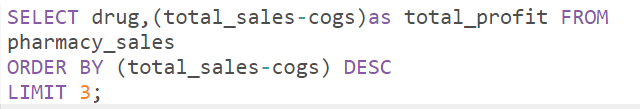 SELECT drug,(total_sales-cogs)as total_profit FROM
pharmacy_sales
ORDER BY (total_sales-cogs) DESC
LIMIT 3;